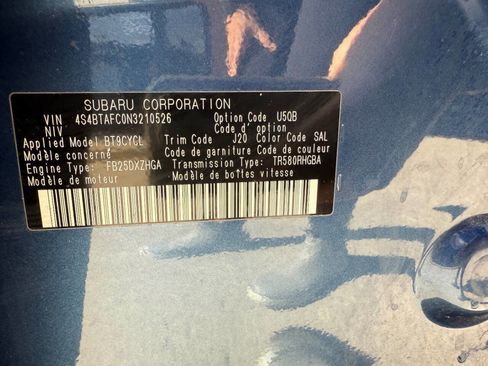 SUBARU CORPORATION
VIN 4S4BTAFC0N3210526 Option Code U5QB
NIV Code d'option
Applied Model BT9CYCL Trim Code J20 Color Code SAL
Modèle concerné Code de garniture Code de couleur
Engine Type: FB25DXZHGA Transmission Type: TR580RHGBA
Modèle de moteur Modèle de boîtes vitesse